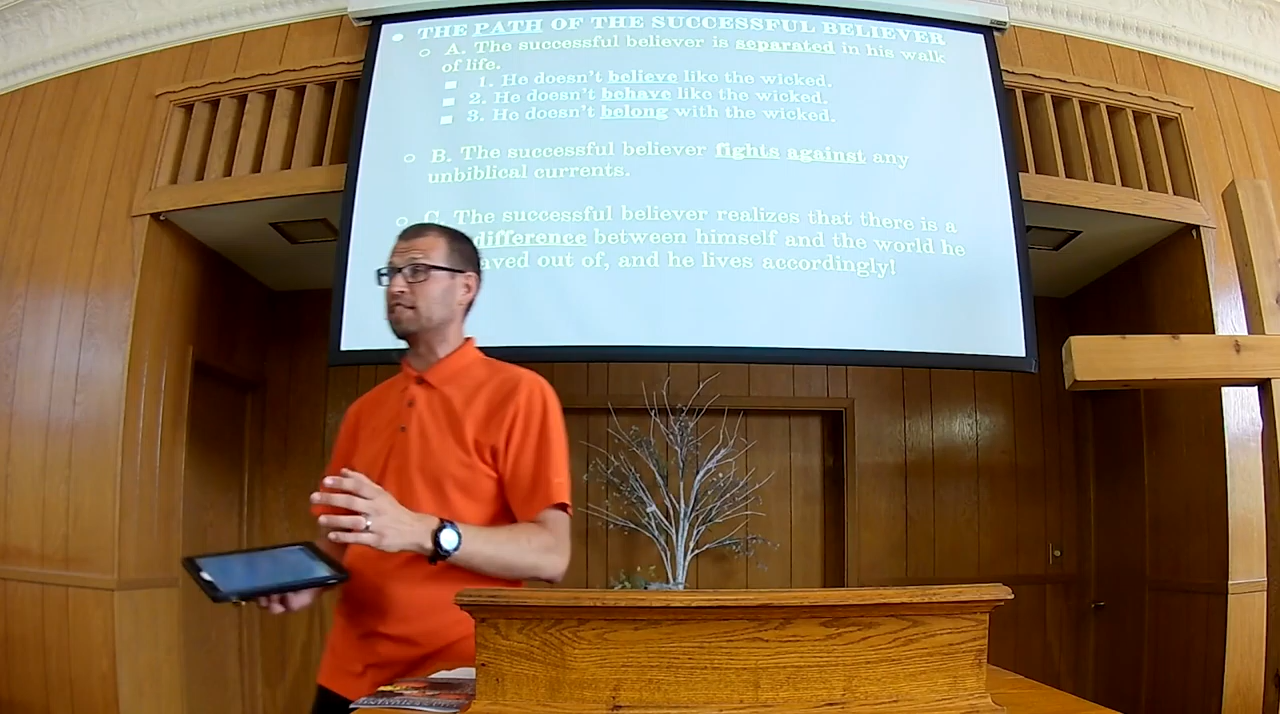 THE PATH OF THE SUCCESSFUL BELIEVER
A. The successful believer is separated in his walk
of life.
1. He doesn't believe like the wicked.
2. He doesn't behave like the wicked.
3. He doesn't belong with the wicked.
B. The successful believer fights against any
unbiblical currents.
C. The successful believer realizes that there is a
difference between himself and the world he
aved out of, and he lives accordingly!